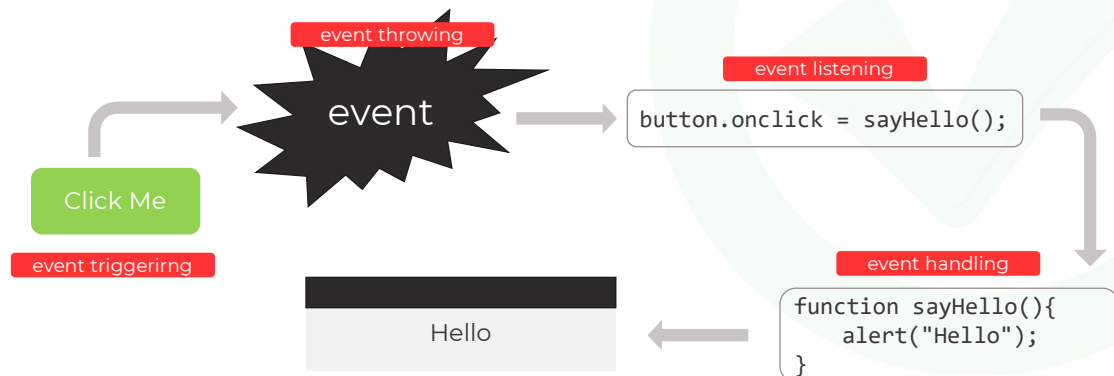 event throwing
event
event listening
button.onclick = sayHello();
Click Me
event triggerirng
event handling
function sayHello(){
alert("Hello");
}
Hello